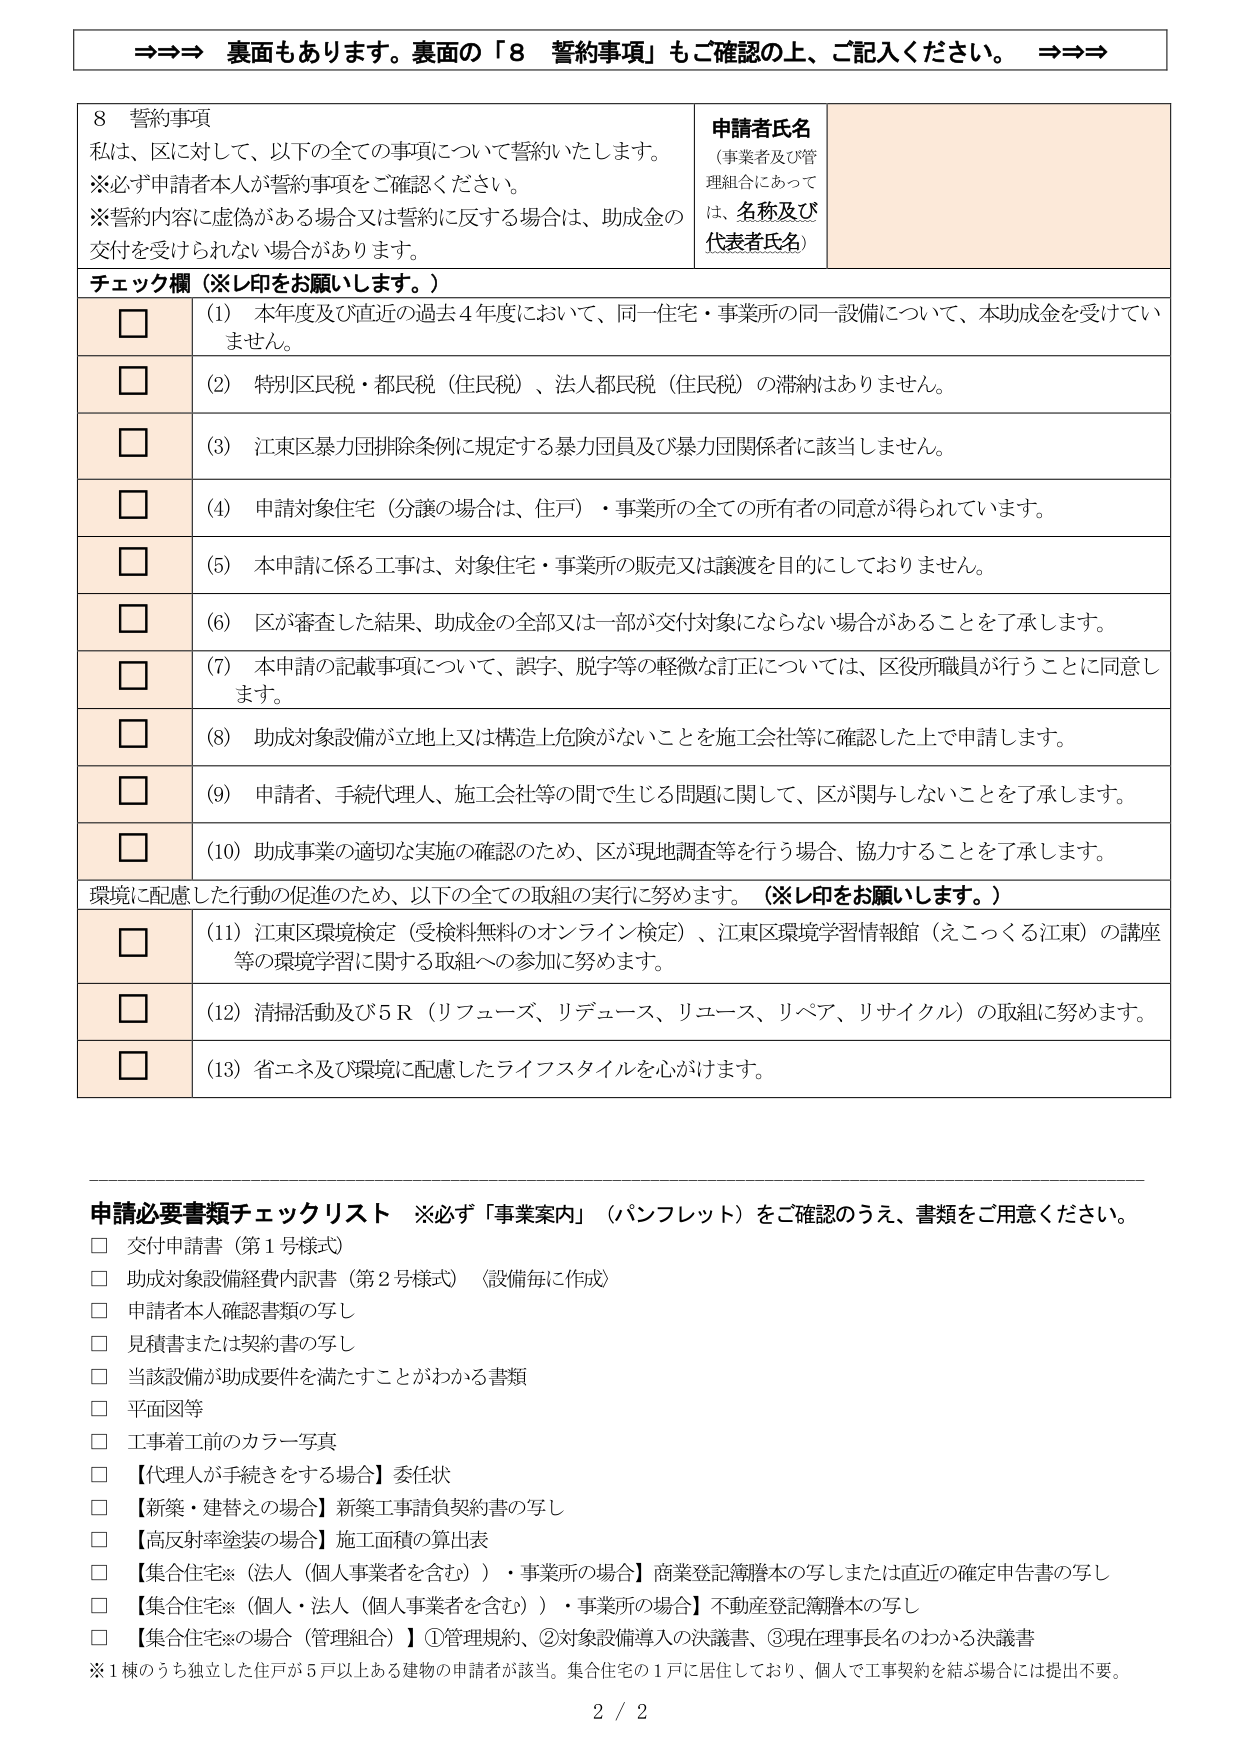 ⇒⇒⇒　裏面もあります。裏面の「８　誓約事項」もご確認の上、ご記入ください。　⇒⇒⇒
８　誓約事項
私は、区に対して、以下の全ての事項について誓約いたします。
※必ず申請者本人が誓約事項をご確認ください。
※誓約内容に虚偽がある場合又は誓約に反する場合は、助成金の
交付を受けられない場合があります。
申請者氏名
（事業者及び管
理組合にあって
は、名称及び
代表者氏名）
チェック欄（※レ印をお願いします。）
□ (1)　本年度及び直近の過去４年度において、同一住宅・事業所の同一設備について、本助成金を受けてい
ません。
□ (2)　特別区民税・都民税（住民税）、法人都民税（住民税）の滞納はありません。
□ (3)　江東区暴力団排除条例に規定する暴力団員及び暴力団関係者に該当しません。
□ (4)　申請対象住宅（分譲の場合は、住戸）・事業所の全ての所有者の同意が得られています。
□ (5)　本申請に係る工事は、対象住宅・事業所の販売又は譲渡を目的にしておりません。
□ (6)　区が審査した結果、助成金の全部又は一部が交付対象にならない場合があることを了承します。
□ (7)　本申請の記載事項について、誤字、脱字等の軽微な訂正については、区役所職員が行うことに同意し
ます。
□ (8)　助成対象設備が立地上又は構造上危険がないことを施工会社等に確認した上で申請します。
□ (9)　申請者、手続代理人、施工会社等の間で生じる問題に関して、区が関与しないことを了承します。
□ (10) 助成事業の適切な実施の確認のため、区が現地調査等を行う場合、協力することを了承します。
環境に配慮した行動の促進のため、以下の全ての取組の実行に努めます。（※レ印をお願いします。）
□ (11) 江東区環境検定（受検料無料のオンライン検定）、江東区環境学習情報館（えこっくる江東）の講座
等の環境学習に関する取組への参加に努めます。
□ (12) 清掃活動及び５Ｒ（リフューズ、リデュース、リユース、リペア、リサイクル）の取組に努めます。
□ (13) 省エネ及び環境に配慮したライフスタイルを心がけます。
申請必要書類チェックリスト　※必ず「事業案内」（パンフレット）をご確認のうえ、書類をご用意ください。
□　交付申請書（第１号様式）
□　助成対象設備経費内訳書（第２号様式）〈設備毎に作成〉
□　申請者本人確認書類の写し
□　見積書または契約書の写し
□　当該設備が助成要件を満たすことがわかる書類
□　平面図等
□　工事着工前のカラー写真
□　【代理人が手続きをする場合】委任状
□　【新築・建替えの場合】新築工事請負契約書の写し
□　【高反射率塗装の場合】施工面積の算出表
□　【集合住宅※（法人（個人事業者を含む））・事業所の場合】商業登記簿謄本の写しまたは直近の確定申告書の写し
□　【集合住宅※（個人・法人（個人事業者を含む））・事業所の場合】不動産登記簿謄本の写し
□　【集合住宅※の場合（管理組合）】①管理規約、②対象設備導入の決議書、③現在理事長名のわかる決議書
※１棟のうち独立した住戸が５戸以上ある建物の申請者が該当。集合住宅の１戸に居住しており、個人で工事契約を結ぶ場合には提出不要。
2 / 2